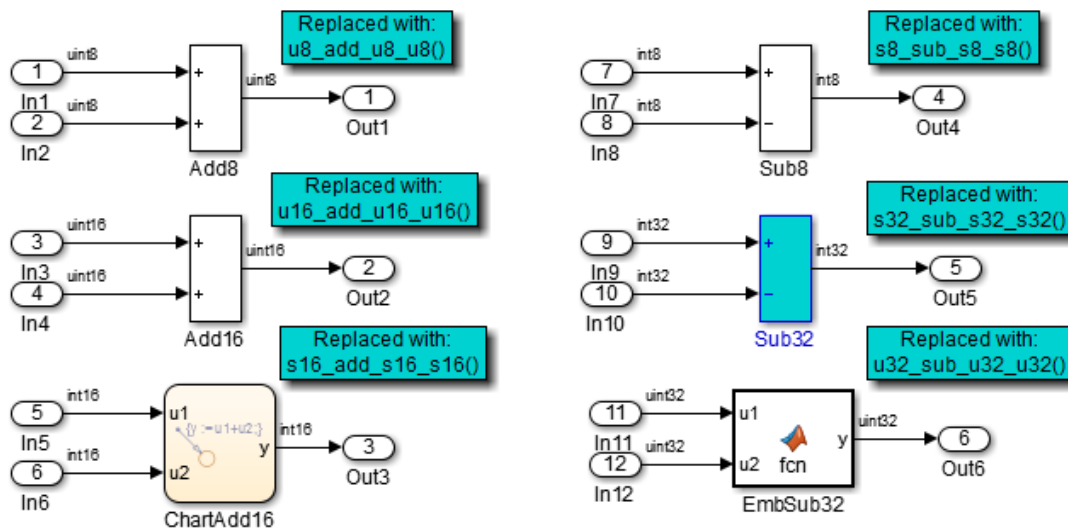 Replaced with:
u8_add_u8_u8()
uint8
1
+
In1
uint8
uint8
1
Out1
2
+
In2
Add8
Replaced with:
u16_add_u16_u16()
uint16
3
+
In3
uint16
uint16
2
Out2
4
+
In4
Add16
Replaced with:
s16_add_s16_s16()
int16
5
u1
In5
{y :=u1+u2;}
int16
y
3
Out3
int16
6
u2
In6
ChartAdd16
Replaced with:
s8_sub_s8_s8()
int8
7
+
In7
int8
int8
4
Out4
8
−
In8
Sub8
Replaced with:
s32_sub_s32_s32()
int32
9
+
In9
int32
int32
5
Out5
10
−
In10
Sub32
Replaced with:
u32_sub_u32_u32()
uint32
11
u1
In11
uint32
y
6
Out6
uint32
12
u2
fcn
In12
EmbSub32